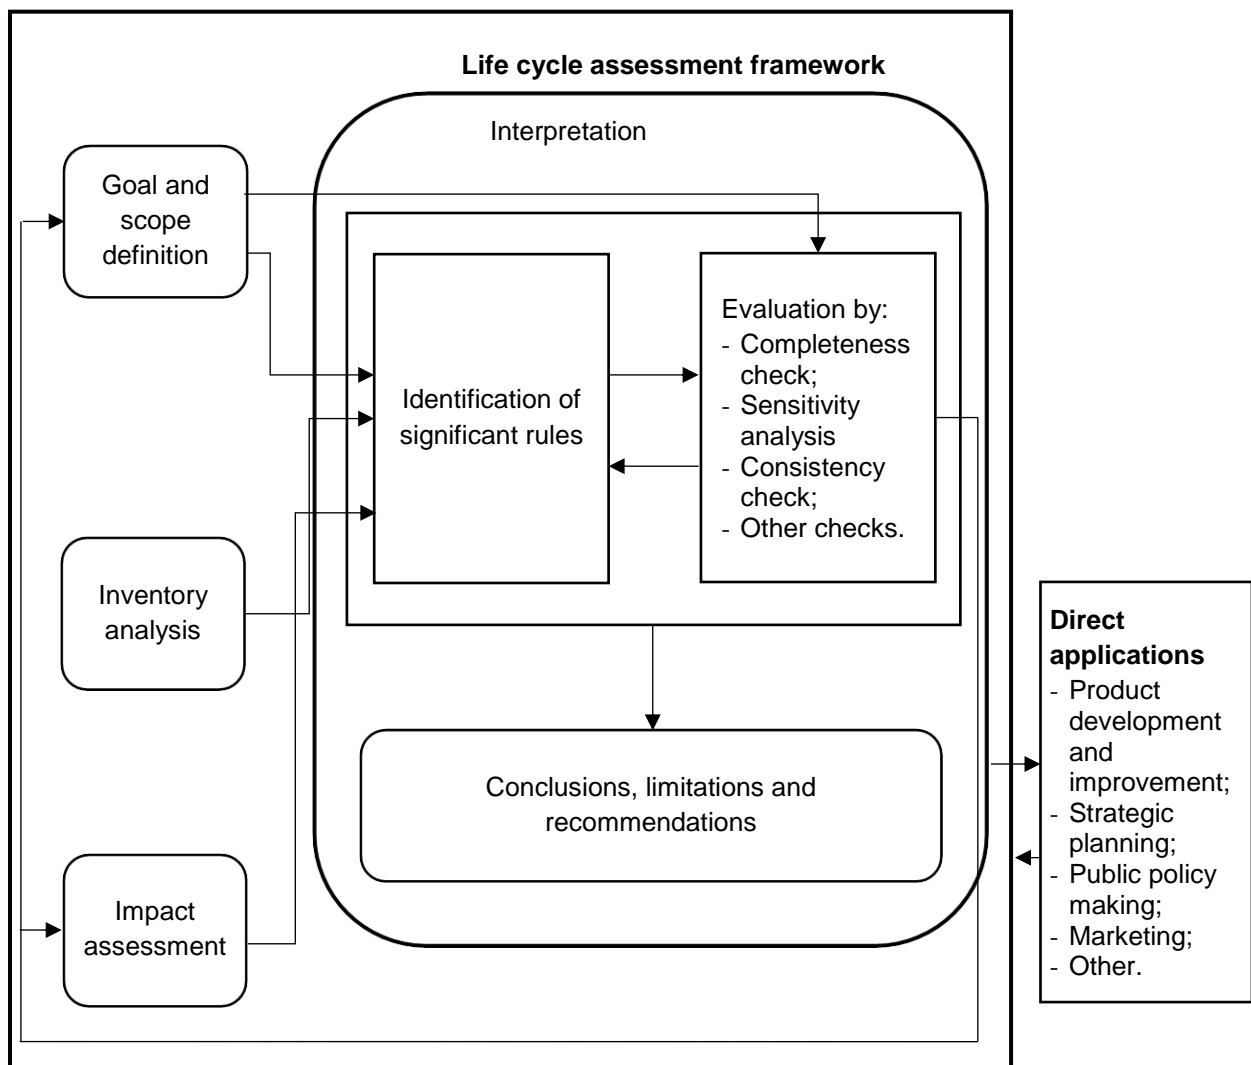 Life cycle assessment framework
Interpretation
Goal and
scope
definition
Identification of
significant rules
Evaluation by:
- Completeness
check;
- Sensitivity
analysis
- Consistency
check;
- Other checks.
Inventory
analysis
Conclusions, limitations and
recommendations
Impact
assessment
Direct
applications
- Product
development
and
improvement;
- Strategic
planning;
- Public policy
making;
- Marketing;
- Other.